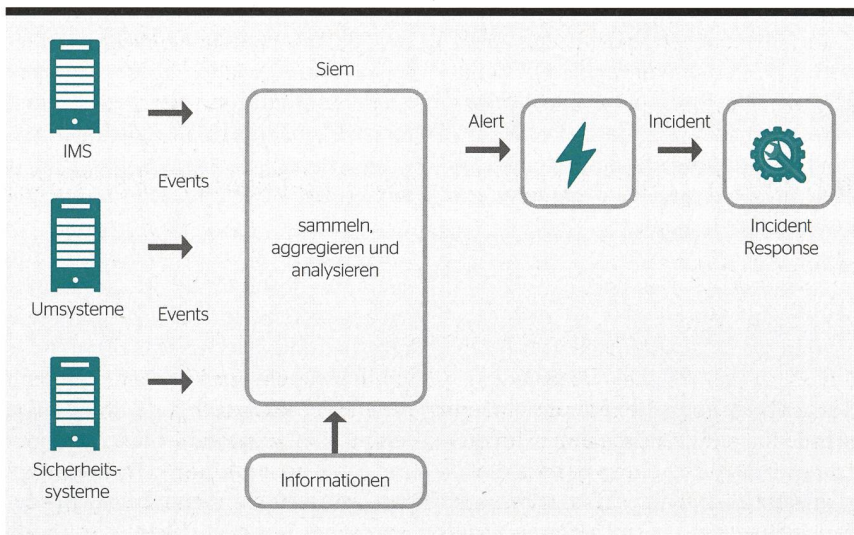 Siem
IMS
Events
Alert
Incident
sammeln,
aggregieren und
analysieren
Incident
Response
Umsysteme
Events
Sicherheits-
systeme
Informationen